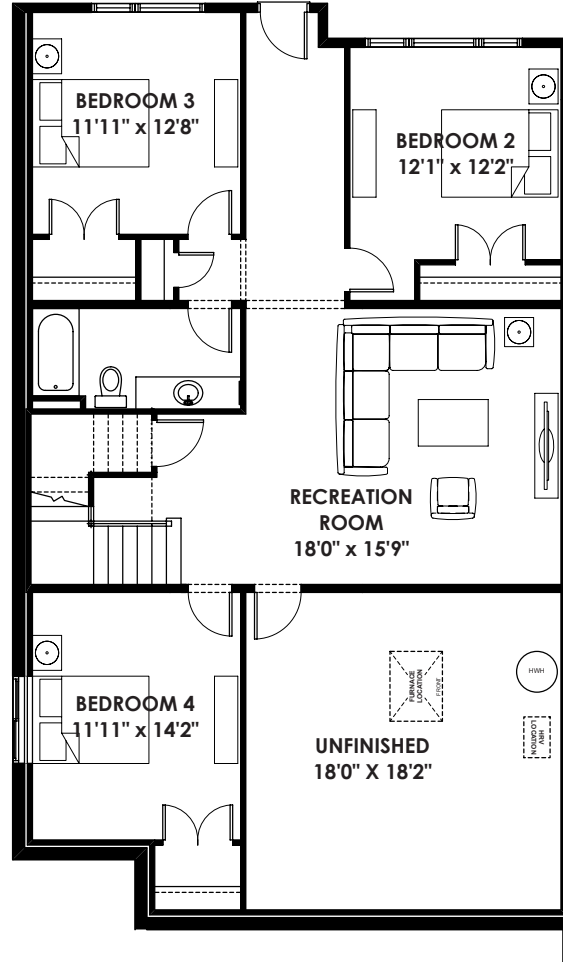 BEDROOM 3
11'11" x 12'8"
BEDROOM 2
12'1" x 12'2"
RECREATION
ROOM
18'0" x 15'9"
BEDROOM 4
11'11" x 14'2"
FURNACE
LOCATION
FRONT
HWH
HRV
LOCATION
UNFINISHED
18'0" X 18'2"